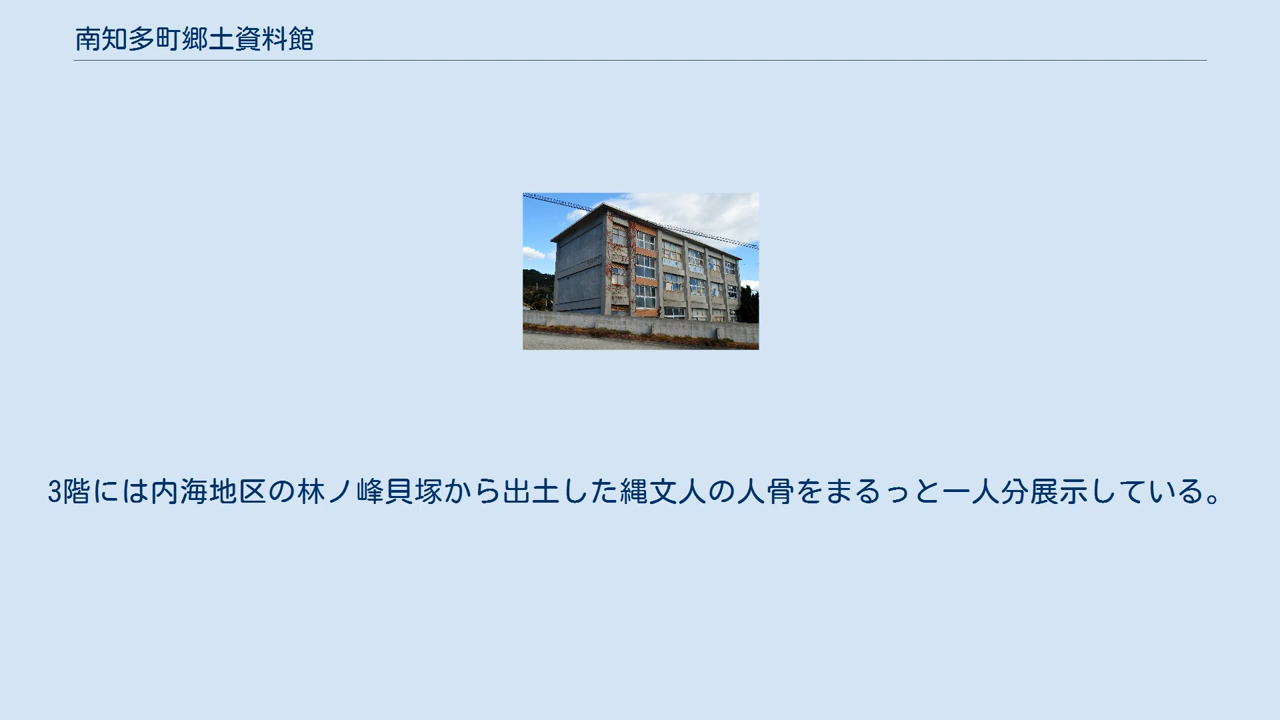 南知多町郷土資料館
3階には内海地区の林ノ峰貝塚から出土した縄文人の人骨をまるっと一人分展示している。